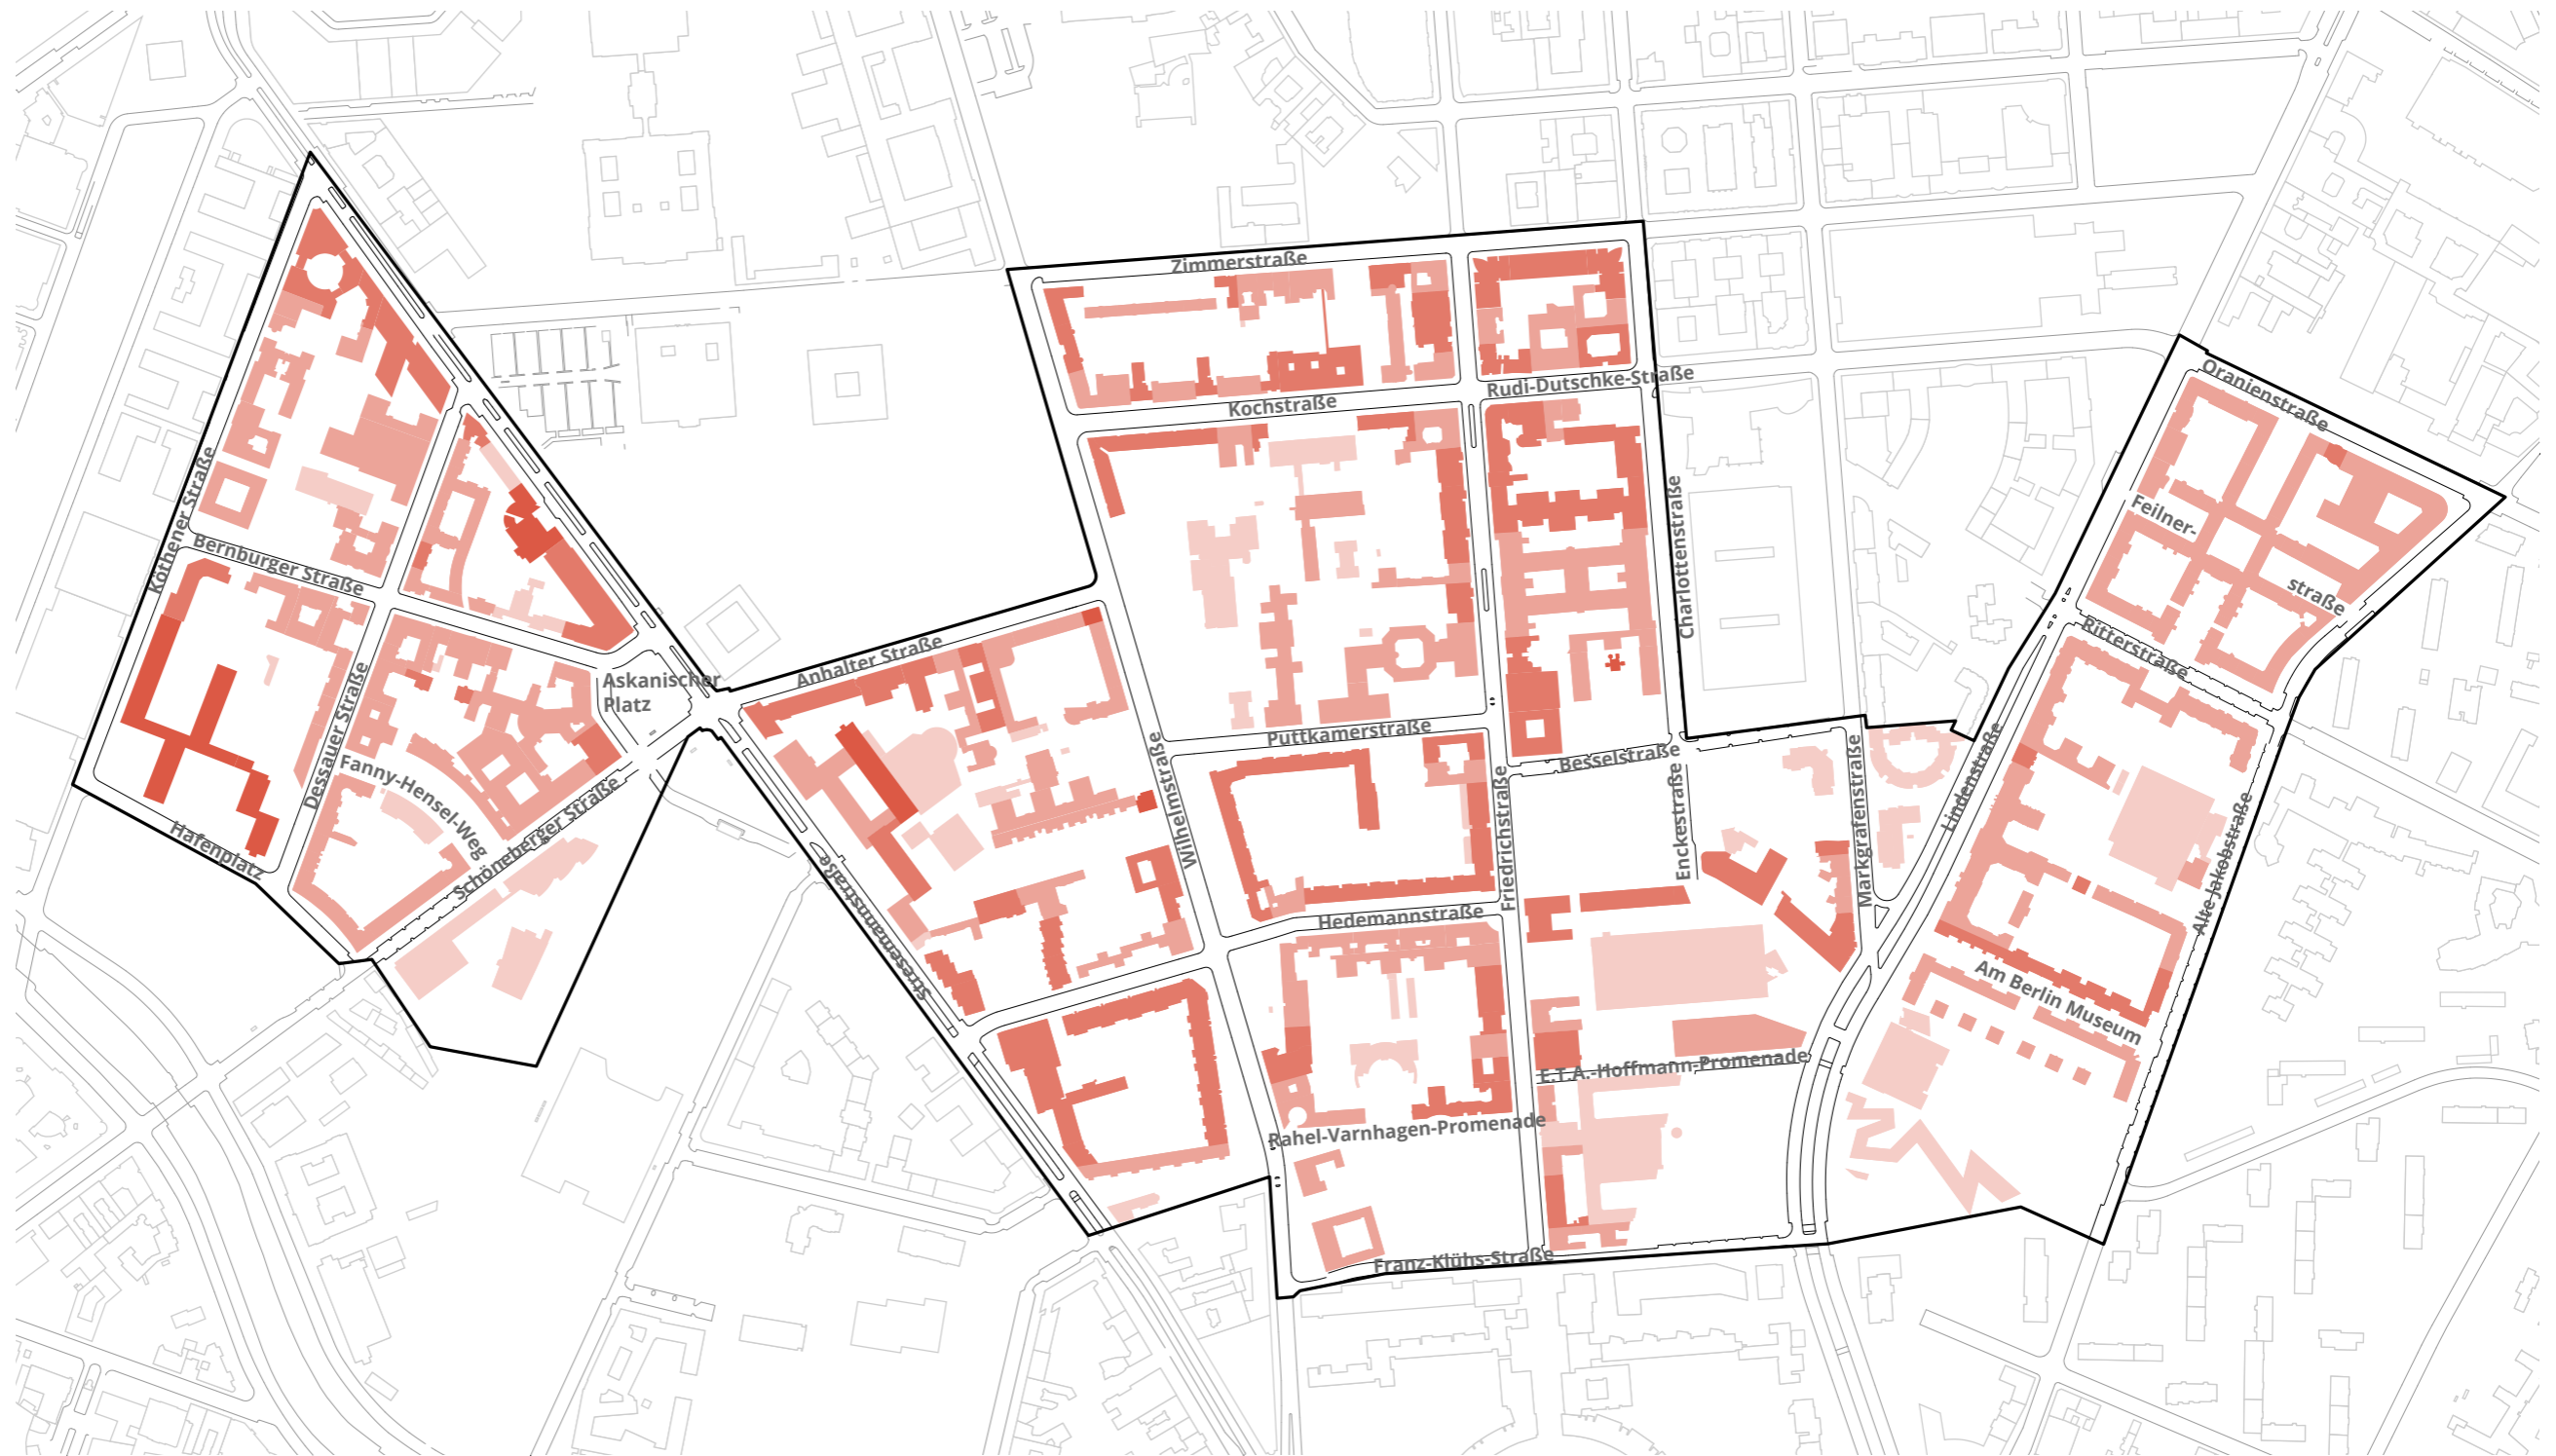 Zimmerstraße
Oranienstraße
Rudi-Dutschke-Straße
Kochstraße
Köthener Straße
Bernburger Straße
Charlottenstraße
Feilner-
straße
Ritterstraße
Anhalter Straße
Askanischer
Platz
Dessauer Straße
Puttkamerstraße
Besselstraße
Wilhelmstraße
Fanny-Hensel-Weg
Schöneberger Straße
Hafenplatz
Friedrichstraße
Enckestraße
Markgrafenstraße
Lindenstraße
Alte Jakobstraße
Stresemannstraße
Hedemannstraße
Am Berlin Museum
E.T.A.-Hoffmann-Promenade
Rahel-Varnhagen-Promenade
Franz-Klühs-Straße